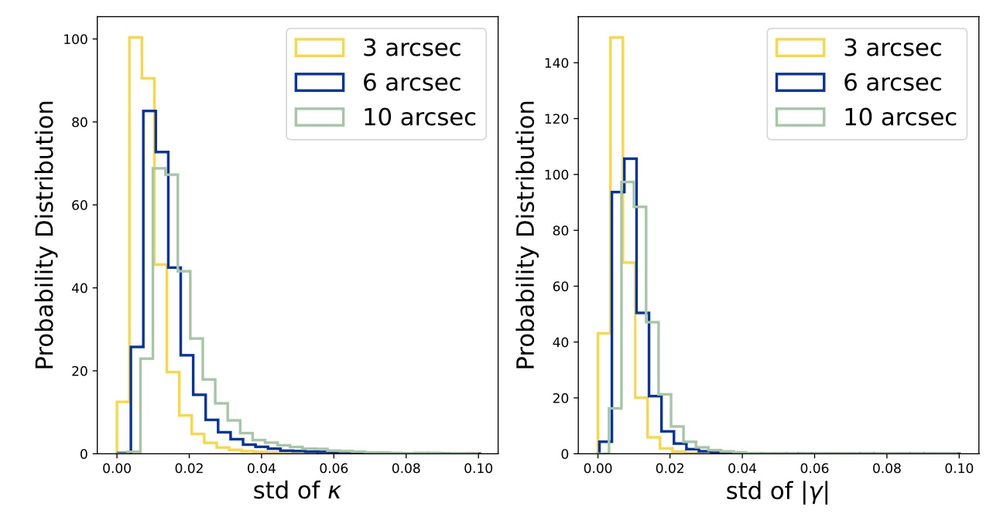 Probability Distribution
100
80
60
40
20
0
3 arcsec
6 arcsec
10 arcsec
0.00 0.02 0.04 0.06 0.08 0.10
std of κ
Probability Distribution
140
120
100
80
60
40
20
0
3 arcsec
6 arcsec
10 arcsec
0.00 0.02 0.04 0.06 0.08 0.10
std of |γ|